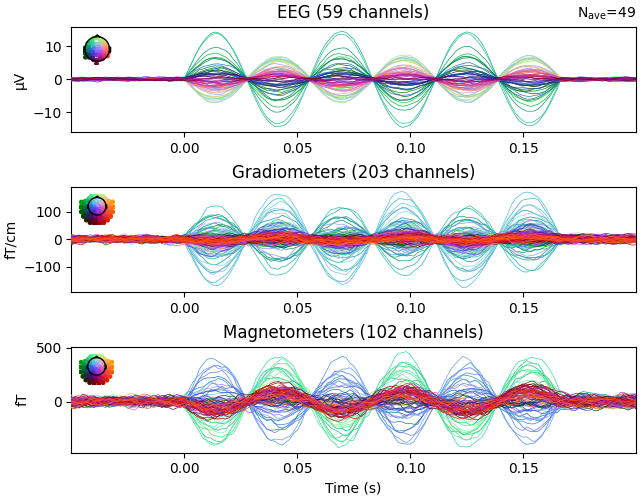 EEG (59 channels)
Nave=49
10
0
−10
µV
0.00 0.05 0.10 0.15
Gradiometers (203 channels)
100
0
−100
fT/cm
0.00 0.05 0.10 0.15
Magnetometers (102 channels)
500
0
fT
0.00 0.05 0.10 0.15
Time (s)